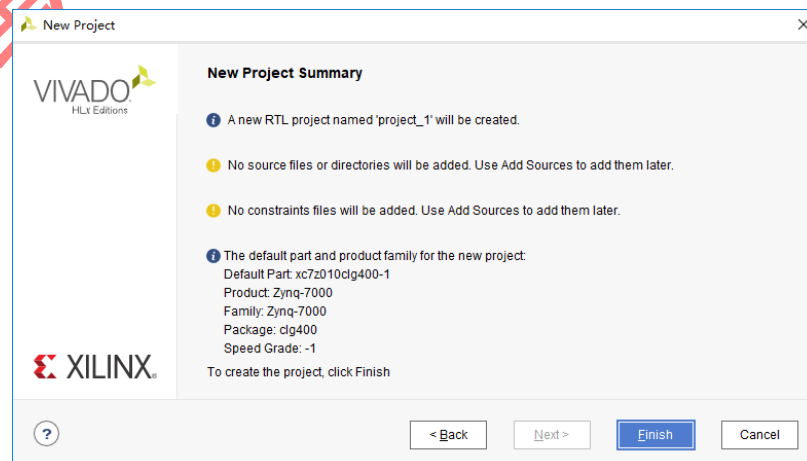 New Project
VIVADO
HLx Editions
New Project Summary
A new RTL project named 'project_1' will be created.
No source files or directories will be added. Use Add Sources to add them later.
No constraints files will be added. Use Add Sources to add them later.
The default part and product family for the new project:
Default Part: xc7z010clg400-1
Product: Zynq-7000
Family: Zynq-7000
Package: clg400
Speed Grade: -1
To create the project, click Finish
XILINX
?
< Back
Next >
Finish
Cancel